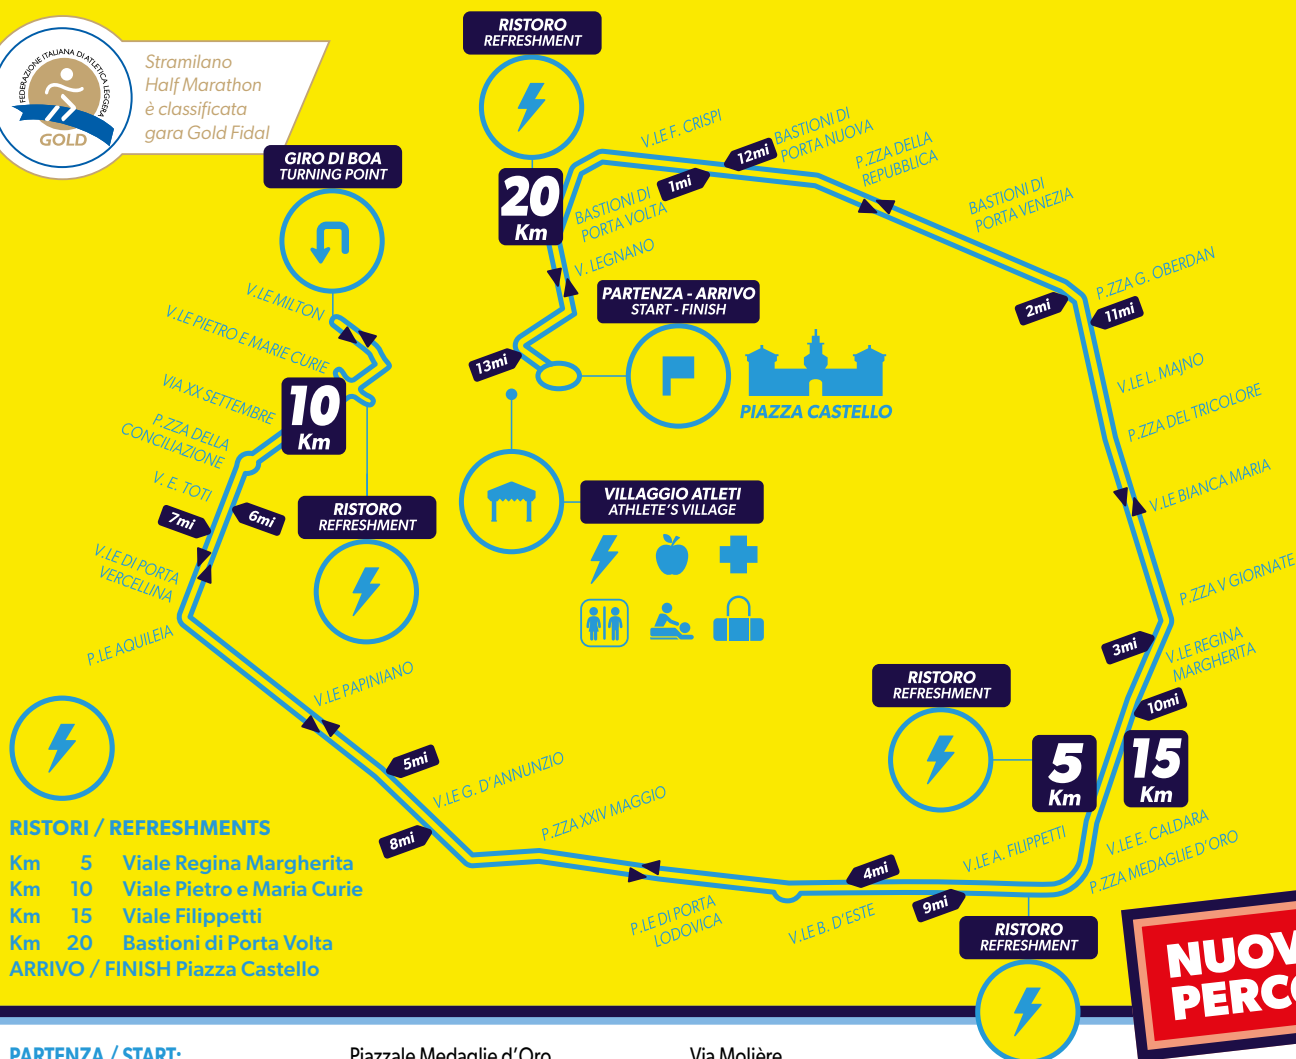 FEDERAZIONE ITALIANA DI ATLETICA LEGGERA
GOLD
Stramilano
Half Marathon
è classificata
gara Gold Fidal
RISTORO
REFRESHMENT
GIRO DI BOA
TURNING POINT
20
Km
V.LE F. CRISPI
12mi
BASTIONI DI
PORTA NUOVA
1mi
P.ZZA DELLA
REPUBBLICA
BASTIONI DI
PORTA VOLTA
BASTIONI DI
PORTA VENEZIA
V. LEGNANO
P.ZZA G. OBERDAN
2mi
11mi
PARTENZA - ARRIVO
START - FINISH
PIAZZA CASTELLO
13mi
V.LE MILTON
V.LE PIETRO E MARIE CURIE
VIA XX SETTEMBRE
10
Km
P.ZZA DELLA
CONCILIAZIONE
V. E. TOTI
7mi
6mi
RISTORO
REFRESHMENT
VILLAGGIO ATLETI
ATHLETE'S VILLAGE
V.LE L. MAJNO
P.ZZA DEL TRICOLORE
V.LE BIANCA MARIA
P.ZZA V GIORNATE
V.LE DI PORTA
VERCELLINA
P.LE AQUILEIA
V.LE PAPINIANO
3mi
V.LE REGINA
MARGHERITA
10mi
RISTORO
REFRESHMENT
5
Km
15
Km
5mi
V.LE G. D'ANNUNZIO
8mi
P.ZZA XXIV MAGGIO
V.LE A. FILIPPETTI
V.LE E. CALDARA
P.ZZA MEDAGLIE D'ORO
4mi
9mi
P.LE DI PORTA
LODOVICA
V.LE B. D'ESTE
RISTORO
REFRESHMENT
RISTORI / REFRESHMENTS
Km 5 Viale Regina Margherita
Km 10 Viale Pietro e Maria Curie
Km 15 Viale Filippetti
Km 20 Bastioni di Porta Volta
ARRIVO / FINISH Piazza Castello
PARTENZA / START:
Piazzale Medaglie d'Oro
Via Molière